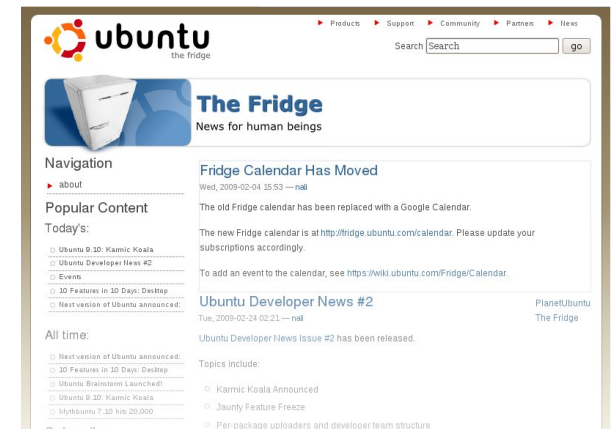 Products Support Community Partners News
ubuntu
the fridge
Search Search go
The Fridge
News for human beings
Navigation
about
Popular Content
Today's:
Ubuntu 9.10: Karmic Koala
Ubuntu Developer News #2
Events
10 Features in 10 Days: Desktop
Next version of Ubuntu announced:
All time:
Next version of Ubuntu announced:
10 Features in 10 Days: Desktop
Ubuntu Brainstorm Launched!
Ubuntu 9.10: Karmic Koala
Mythbuntu 7.10 hits 20,000
Fridge Calendar Has Moved
Wed, 2009-02-04 15:53 — nali
The old Fridge calendar has been replaced with a Google Calendar.
The new Fridge calendar is at http://fridge.ubuntu.com/calendar. Please update your
subscriptions accordingly.
To add an event to the calendar, see https://wiki.ubuntu.com/Fridge/Calendar.
Ubuntu Developer News #2
Tue, 2009-02-24 02:21 — nali
Ubuntu Developer News Issue #2 has been released.
Topics include:
Karmic Koala Announced
Jaunty Feature Freeze
Per-package uploaders and developer team structure
PlanetUbuntu
The Fridge